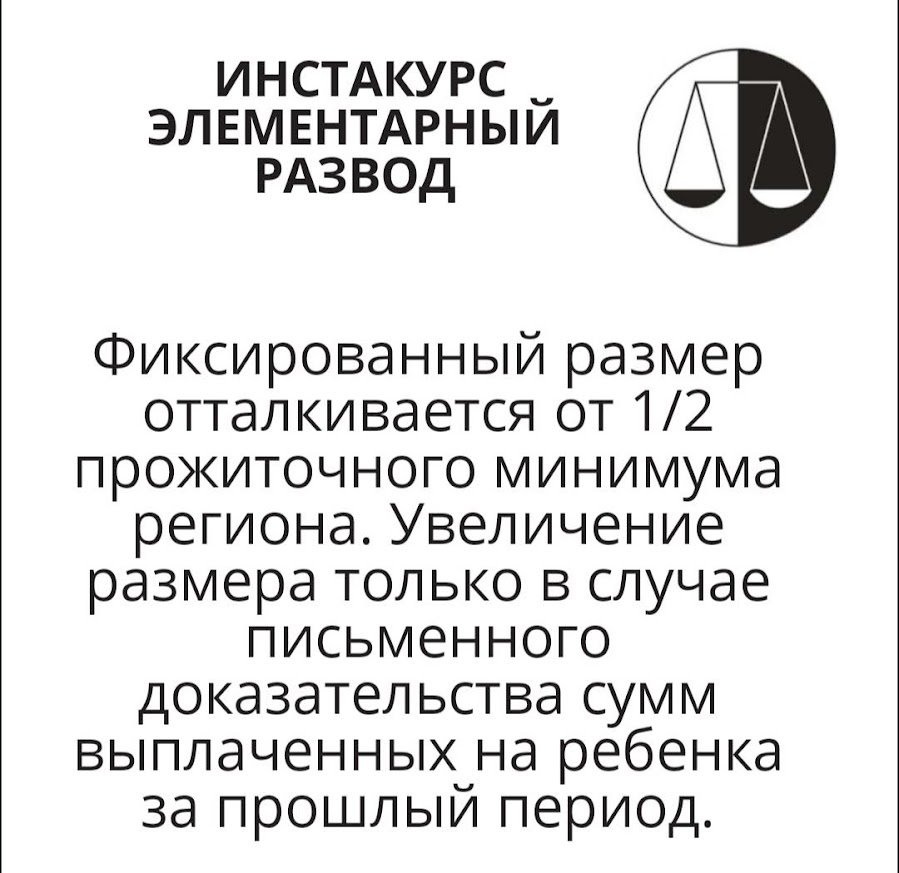 ИНСТАКУРС
ЭЛЕМЕНТАРНЫЙ
РАЗВОД
Фиксированный размер
отталкивается от 1/2
прожиточного минимума
региона. Увеличение
размера только в случае
письменного
доказательства сумм
выплаченных на ребенка
за прошлый период.